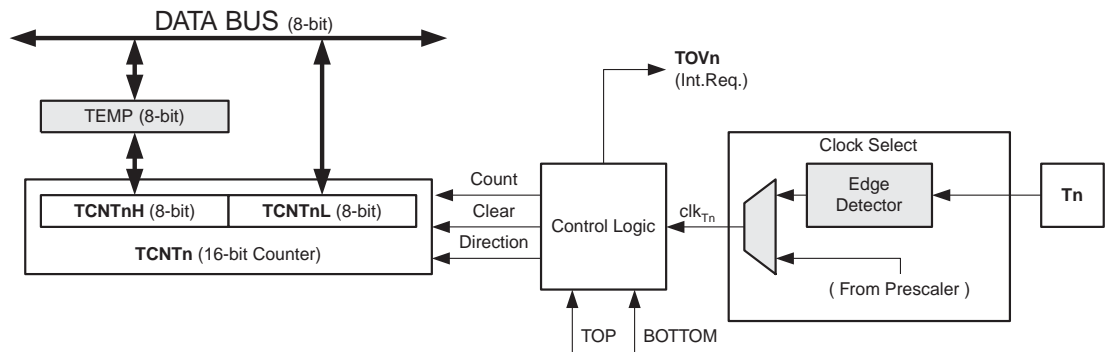 DATA BUS (8-bit)
TEMP (8-bit)
TCNTnH (8-bit)
TCNTnL (8-bit)
TCNTn (16-bit Counter)
Count
Clear
Direction
Control Logic
TOVn
(Int.Req.)
TOP
BOTTOM
clkTn
Clock Select
Edge
Detector
( From Prescaler )
Tn